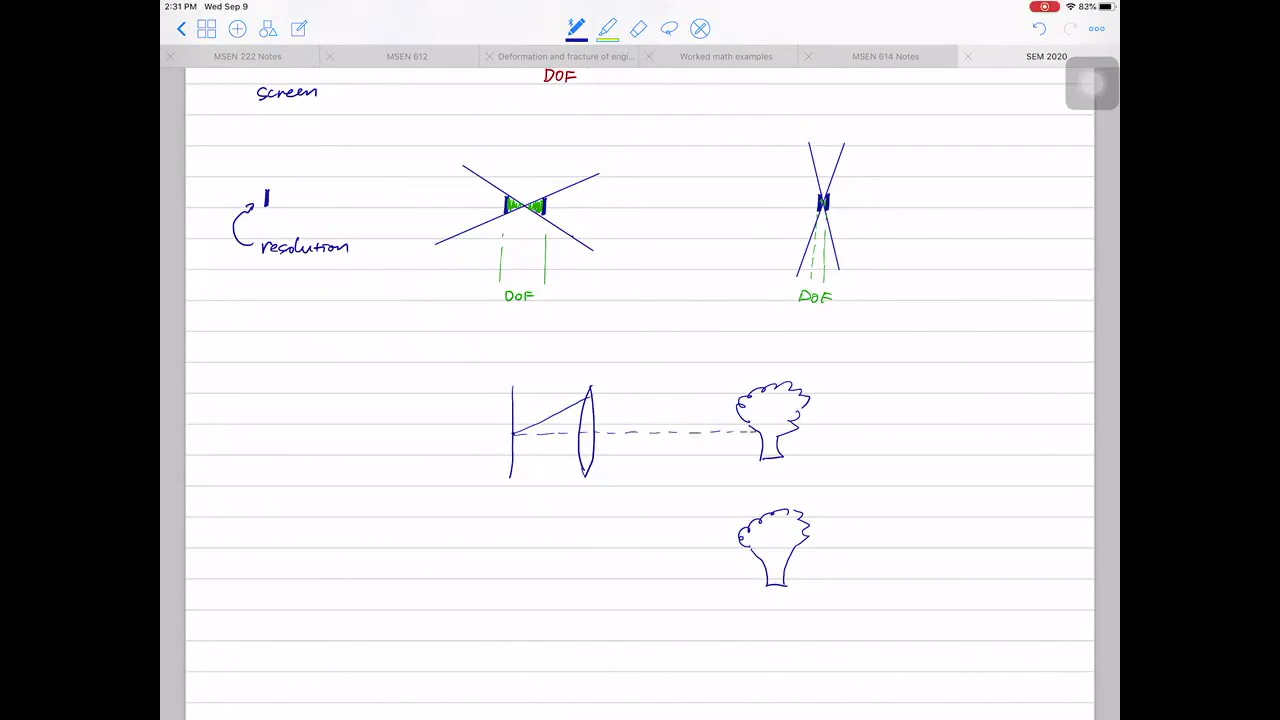 2:31 PM Wed Sep 9
83%
MSEN 222 Notes
MSEN 612
Deformation and fracture of engi...
Worked math examples
MSEN 614 Notes
SEM 2020
DOF
screen
resolution
DOF
DOF